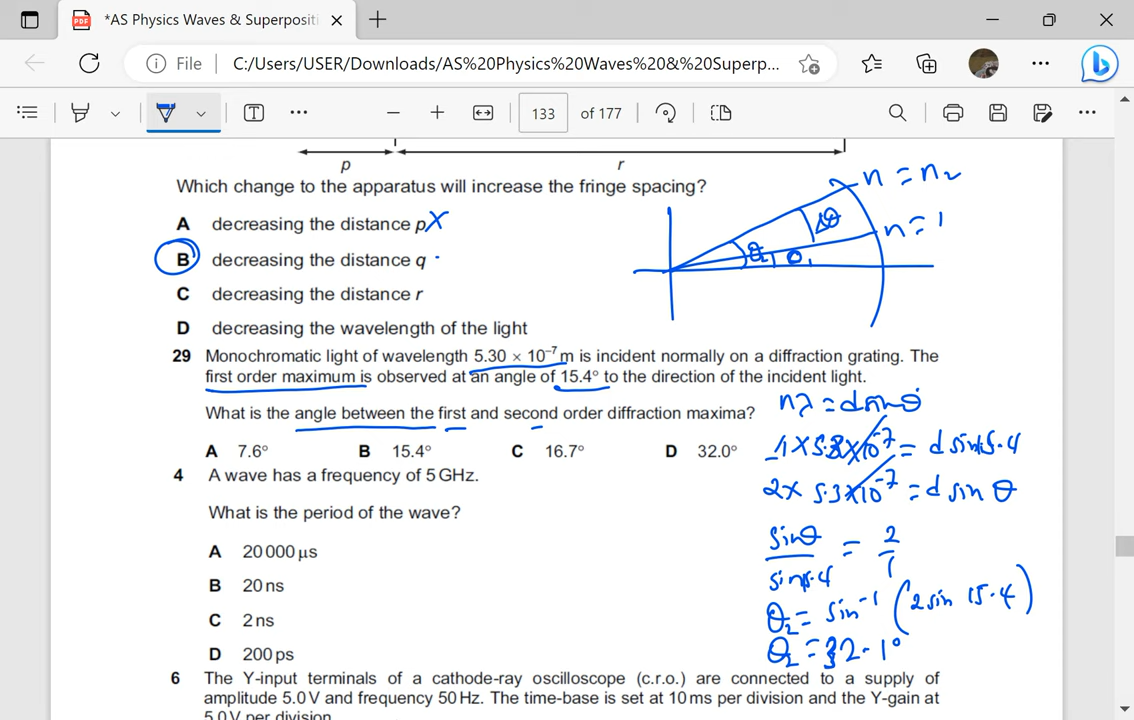 *AS Physics Waves & Superpositi
File C:/Users/USER/Downloads/AS%20Physics%20Waves%20&%20Superp...
133 of 177
p r
Which change to the apparatus will increase the fringe spacing?
A decreasing the distance p X
B decreasing the distance q
C decreasing the distance r
D decreasing the wavelength of the light
n = n2
Δθ
n = 1
θ2 θ1
29 Monochromatic light of wavelength 5.30 × 10⁻⁷ m is incident normally on a diffraction grating. The
first order maximum is observed at an angle of 15.4° to the direction of the incident light.
What is the angle between the first and second order diffraction maxima?
A 7.6° B 15.4° C 16.7° D 32.0°
nλ = d sin θ
1 × 5.3 × 10⁻⁷ = d sin 15.4
2 × 5.3 × 10⁻⁷ = d sin θ
sin θ / sin 15.4 = 2/1
θ2 = sin⁻¹ (2 sin 15.4)
θ2 = 32.1°
4 A wave has a frequency of 5 GHz.
What is the period of the wave?
A 20 000 µs
B 20 ns
C 2 ns
D 200 ps
6 The Y-input terminals of a cathode-ray oscilloscope (c.r.o.) are connected to a supply of
amplitude 5.0 V and frequency 50 Hz. The time-base is set at 10 ms per division and the Y-gain at
5.0 V per division.